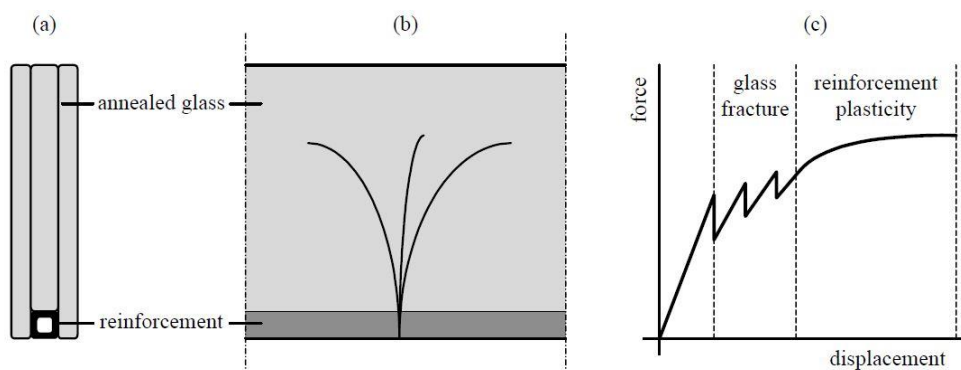 (a)
(b)
(c)
annealed glass
reinforcement
force
glass
fracture
reinforcement
plasticity
displacement